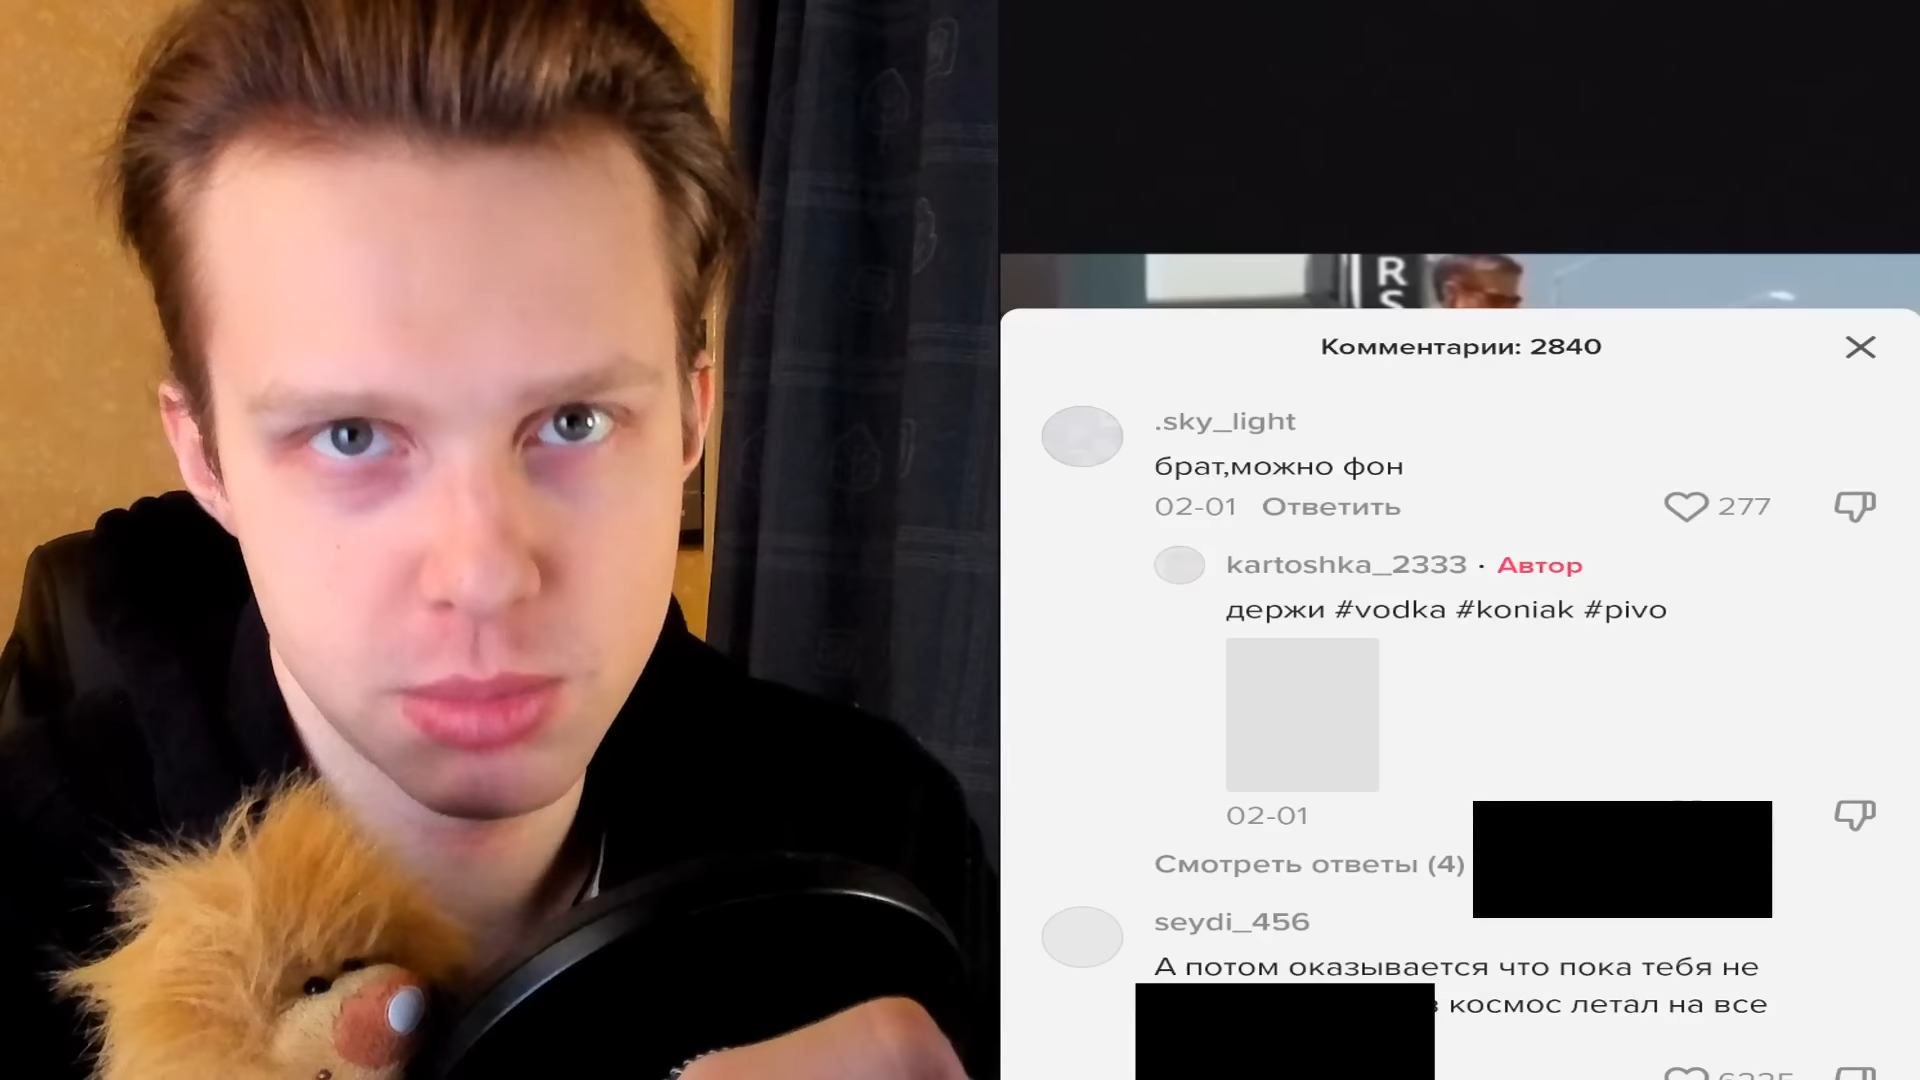 R
S
Комментарии: 2840
.sky_light
брат,можно фон
02-01 Ответить 277
kartoshka_2333 · Автор
держи #vodka #koniak #pivo
02-01
Смотреть ответы (4)
seydi_456
А потом оказывается что пока тебя не
космос летал на все